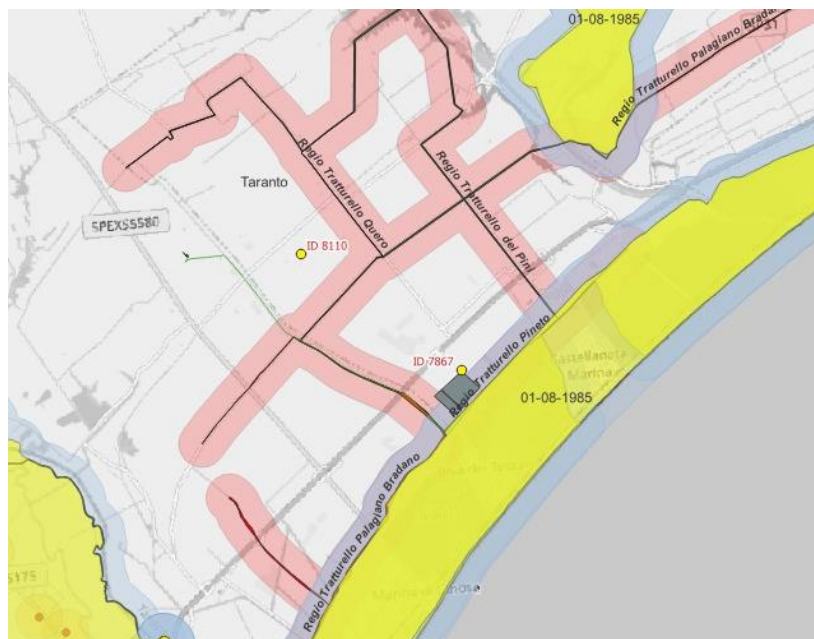 01-08-1985
Regio Tratturello Palagiano Bradano
Regio Tratturello Quero
Regio Tratturello dei Pini
Taranto
SPEXSS580
ID 8110
ID 7867
Regio Tratturello Pineto
Castellaneta
Marina
01-08-1985
Regio Tratturello Palagiano Bradano